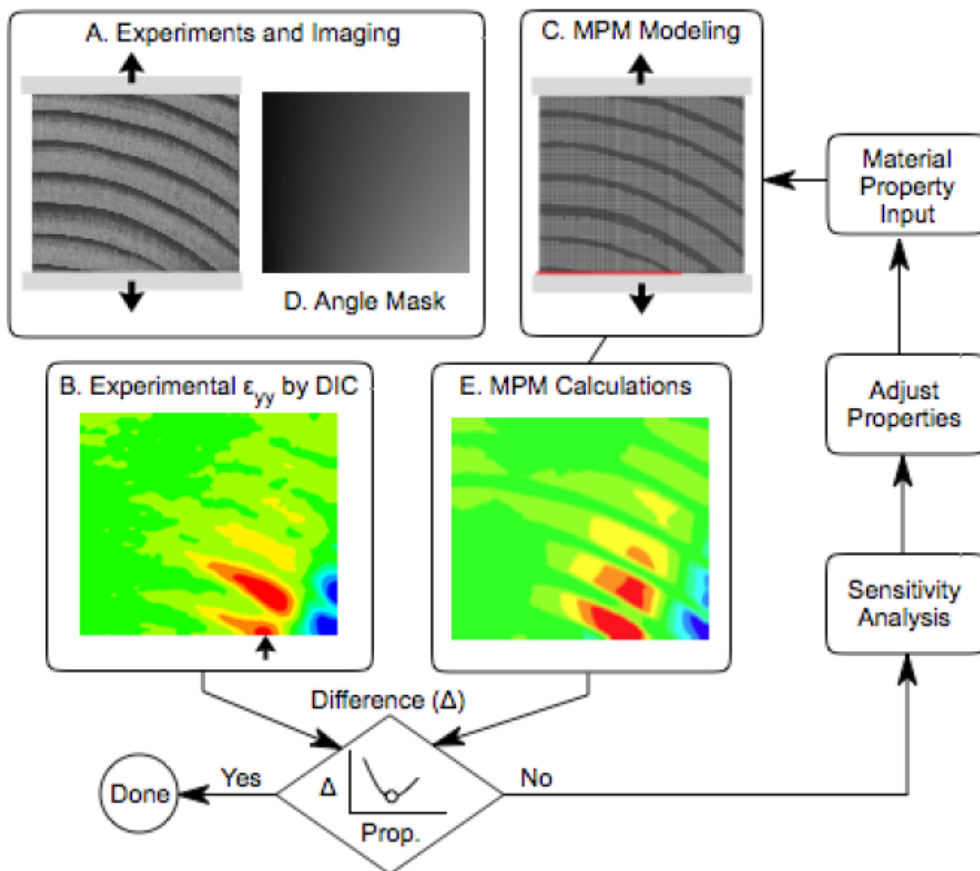 A. Experiments and Imaging
D. Angle Mask
C. MPM Modeling
Material
Property
Input
B. Experimental εyy by DIC
E. MPM Calculations
Adjust
Properties
Sensitivity
Analysis
Difference (Δ)
Done
Yes
Δ
Prop.
No